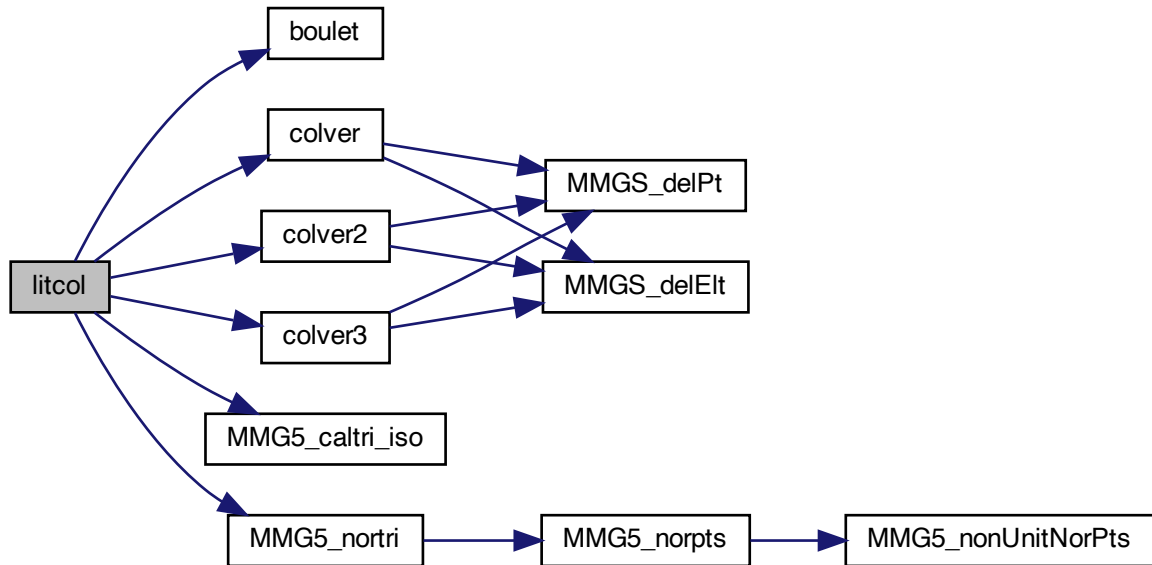 boulet
colver
MMGS_delPt
colver2
litcol
MMGS_delElt
colver3
MMG5_caltri_iso
MMG5_nortri
MMG5_norpts
MMG5_nonUnitNorPts